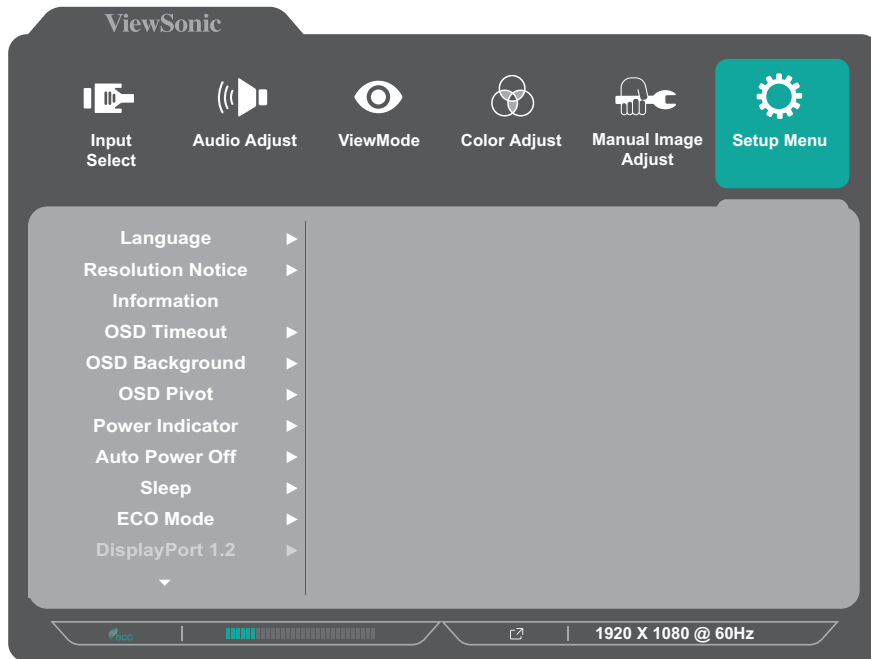 ViewSonic
Input
Select
Audio Adjust
ViewMode
Color Adjust
Manual Image
Adjust
Setup Menu
Language
Resolution Notice
Information
OSD Timeout
OSD Background
OSD Pivot
Power Indicator
Auto Power Off
Sleep
ECO Mode
DisplayPort 1.2
eco
1920 X 1080 @ 60Hz